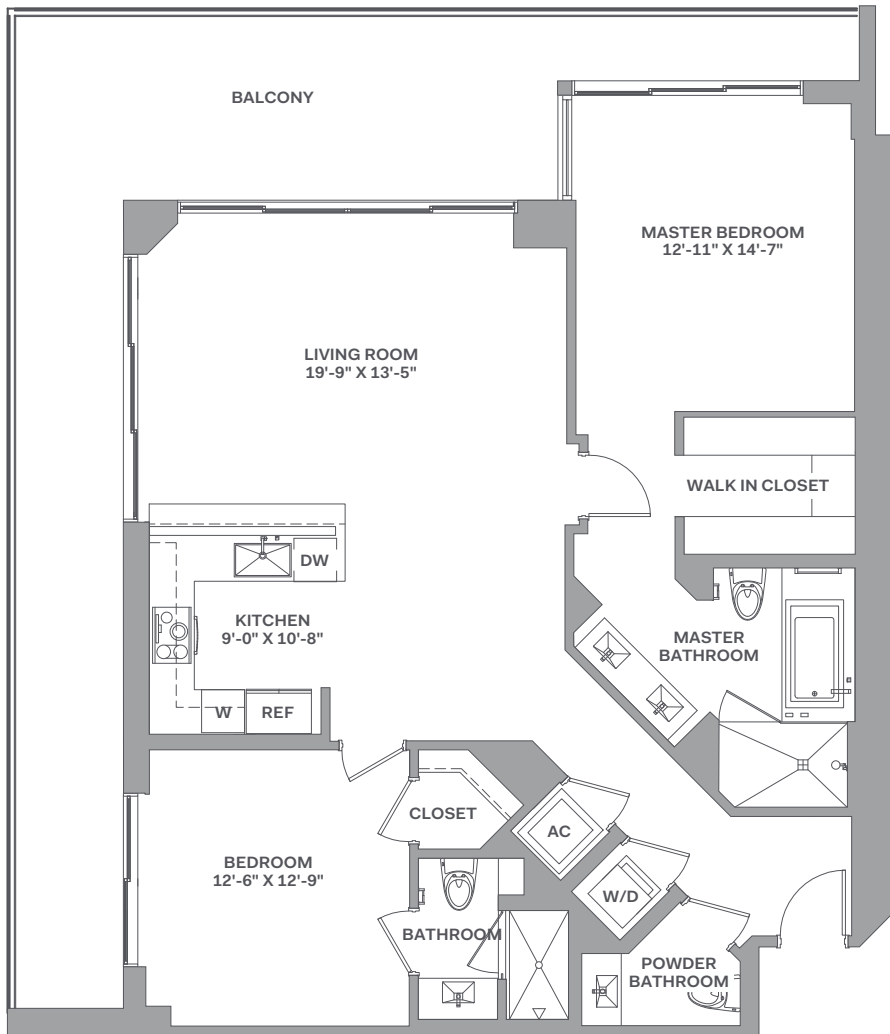 BALCONY
MASTER BEDROOM
12'-11" X 14'-7"
LIVING ROOM
19'-9" X 13'-5"
WALK IN CLOSET
DW
KITCHEN
9'-0" X 10'-8"
MASTER
BATHROOM
W
REF
CLOSET
AC
BEDROOM
12'-6" X 12'-9"
W/D
BATHROOM
POWDER
BATHROOM